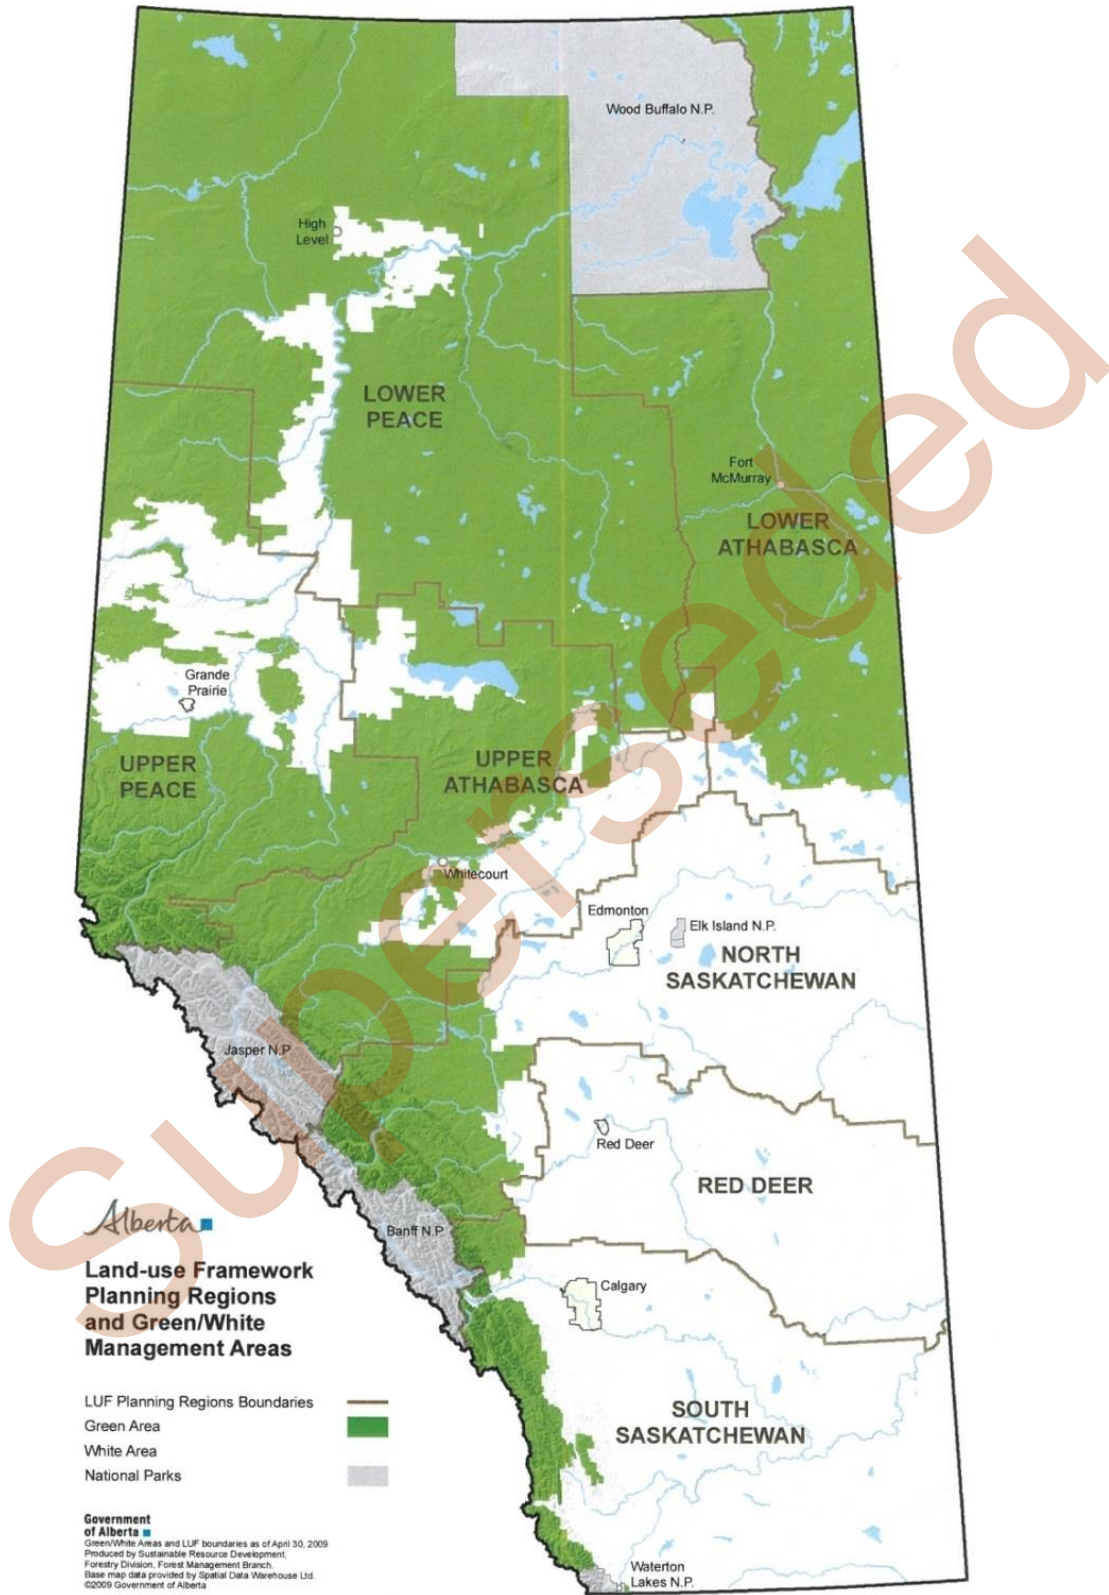 Wood Buffalo N.P.
High
Level
LOWER
PEACE
Fort
McMurray
LOWER
ATHABASCA
Grande
Prairie
UPPER
PEACE
UPPER
ATHABASCA
Whitecourt
Edmonton
Elk Island N.P.
NORTH
SASKATCHEWAN
Jasper N.P.
Red Deer
RED DEER
Banff N.P.
Calgary
SOUTH
SASKATCHEWAN
Waterton
Lakes N.P.
Superseded
Alberta
Land-use Framework
Planning Regions
and Green/White
Management Areas
LUF Planning Regions Boundaries
Green Area
White Area
National Parks
Government
of Alberta
Green/White Areas and LUF boundaries as of April 30, 2009
Produced by Sustainable Resource Development,
Forestry Division, Forest Management Branch.
Base map data provided by Spatial Data Warehouse Ltd.
©2009 Government of Alberta